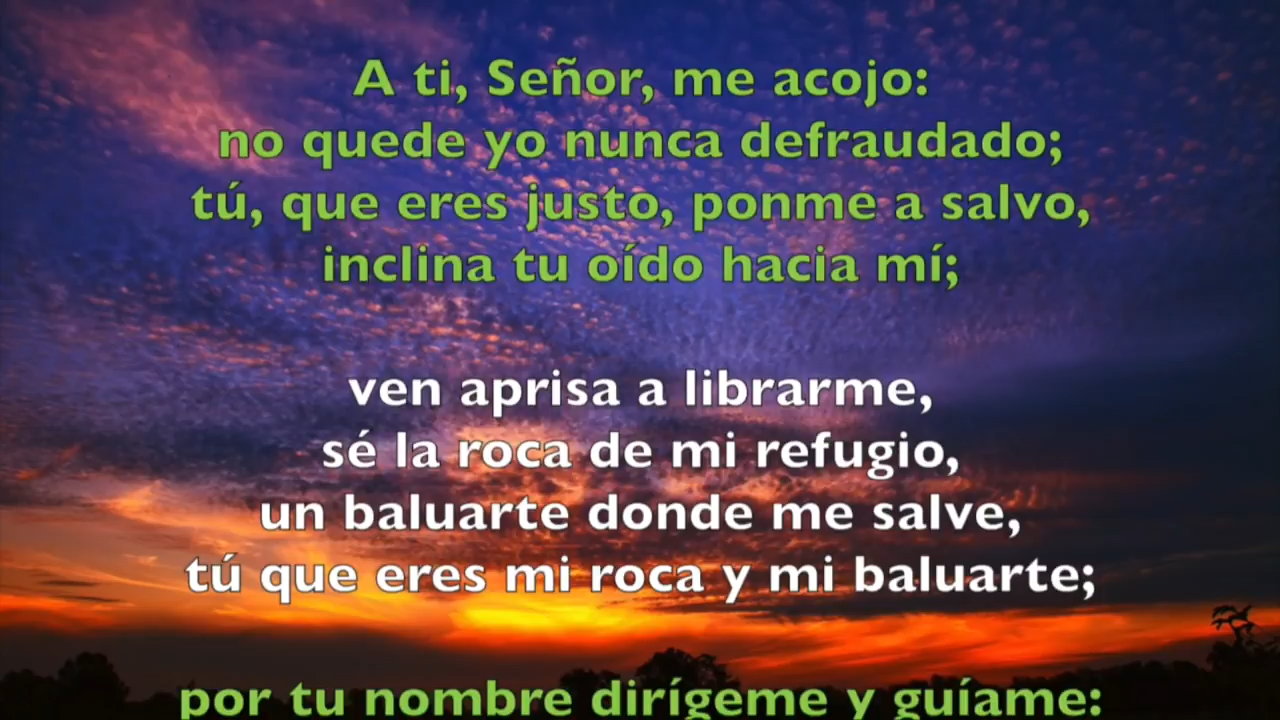 A ti, Señor, me acojo:
no quede yo nunca defraudado;
tú, que eres justo, ponme a salvo,
inclina tu oído hacia mí;
ven aprisa a librarme,
sé la roca de mi refugio,
un baluarte donde me salve,
tú que eres mi roca y mi baluarte;
por tu nombre dirígeme y guíame: